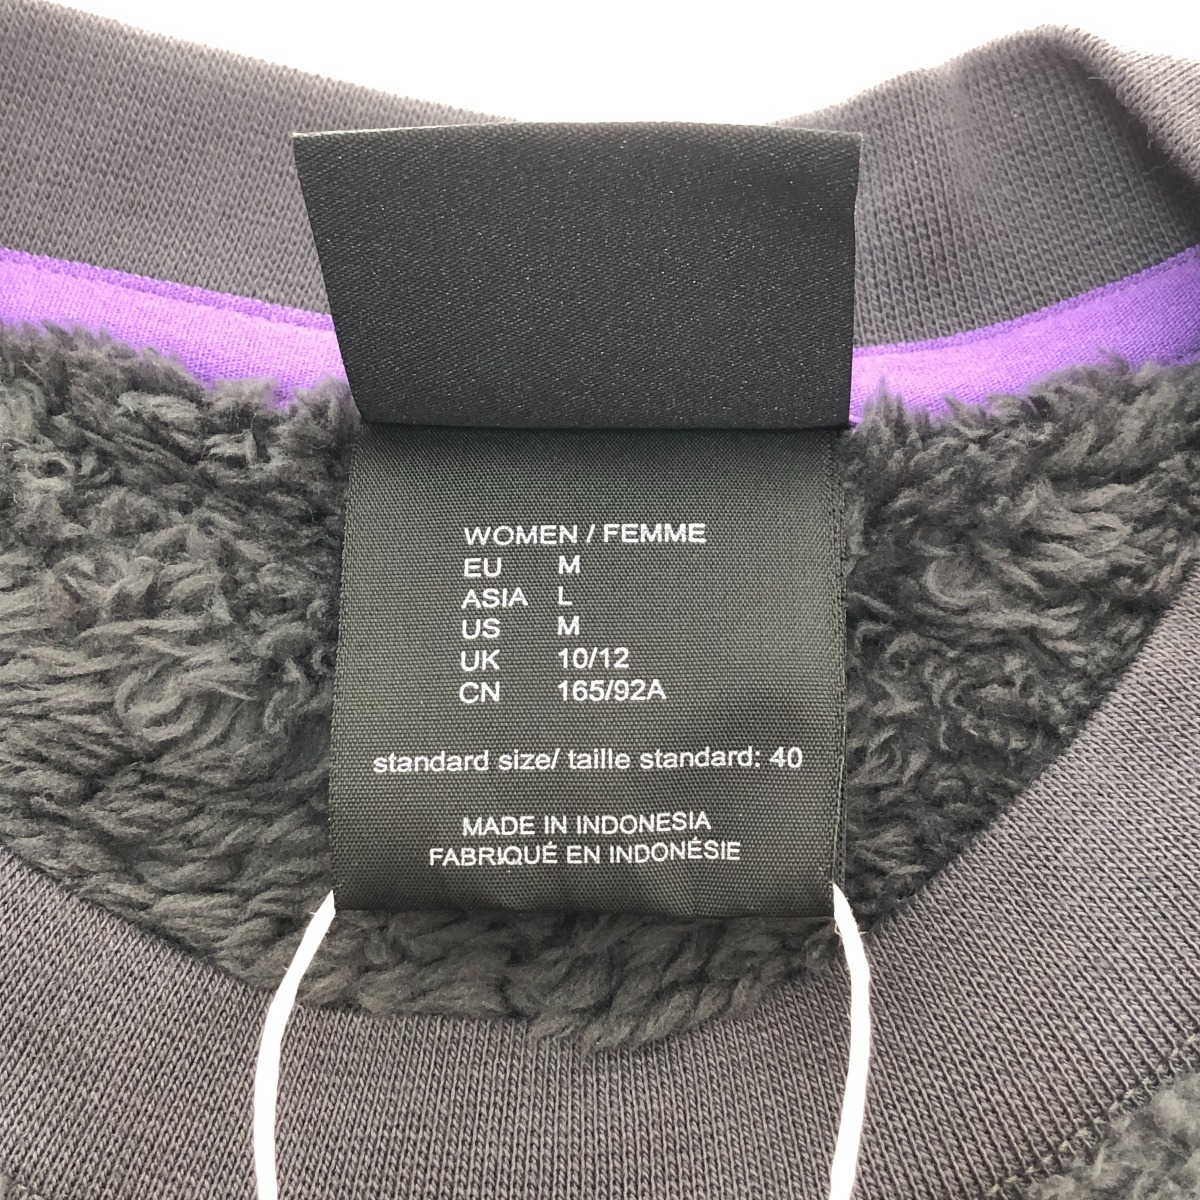 WOMEN / FEMME
EU M
ASIA L
US M
UK 10/12
CN 165/92A
standard size/ taille standard: 40
MADE IN INDONESIA
FABRIQUÉ EN INDONÉSIE